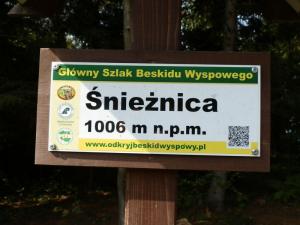 Główny Szlak Beskidu Wyspowego
Śnieżnica
1006 m n.p.m.
www.odkryjbeskidwyspowy.pl